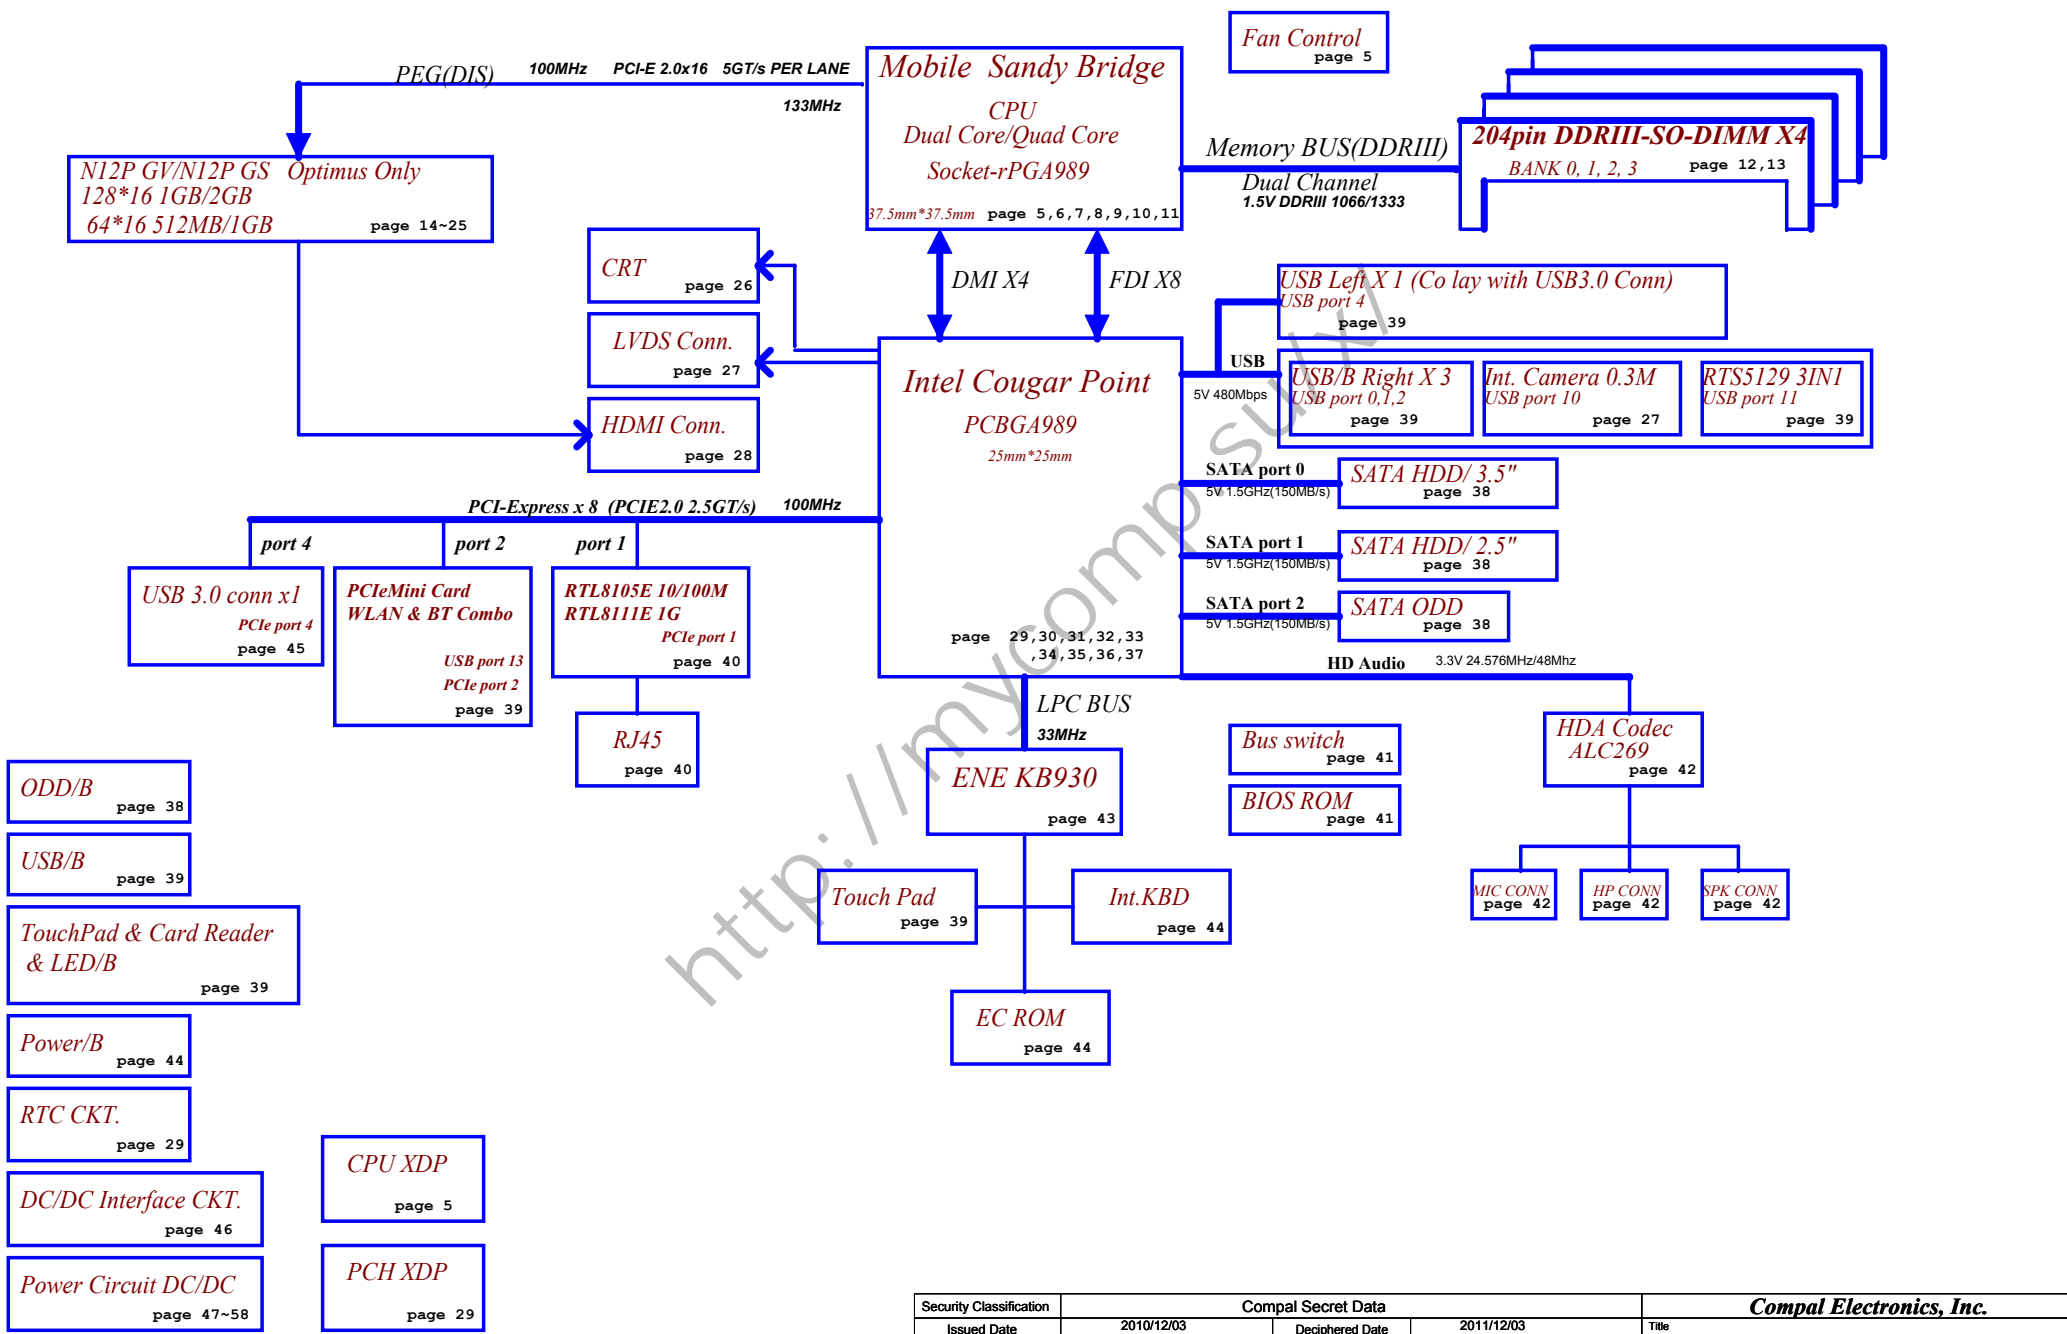 Fan Control
page 5
PEG(DIS)
100MHz PCI-E 2.0x16 5GT/s PER LANE
133MHz
Mobile Sandy Bridge
CPU
Dual Core/Quad Core
Socket-rPGA989
37.5mm*37.5mm page 5,6,7,8,9,10,11
Memory BUS(DDRIII)
Dual Channel
1.5V DDRIII 1066/1333
204pin DDRIII-SO-DIMM X4
BANK 0, 1, 2, 3 page 12,13
N12P GV/N12P GS Optimus Only
128*16 1GB/2GB
64*16 512MB/1GB
page 14~25
CRT
page 26
LVDS Conn.
page 27
HDMI Conn.
page 28
DMI X4
FDI X8
USB Left X 1 (Co lay with USB3.0 Conn)
USB port 4
page 39
USB
5V 480Mbps
USB/B Right X 3
USB port 0,1,2
page 39
Int. Camera 0.3M
USB port 10
page 27
RTS5129 3IN1
USB port 11
page 39
Intel Cougar Point
PCBGA989
25mm*25mm
page 29,30,31,32,33
,34,35,36,37
SATA port 0
5V 1.5GHz(150MB/s)
SATA HDD/ 3.5"
page 38
SATA port 1
5V 1.5GHz(150MB/s)
SATA HDD/ 2.5"
page 38
SATA port 2
5V 1.5GHz(150MB/s)
SATA ODD
page 38
HD Audio
3.3V 24.576MHz/48Mhz
PCI-Express x 8 (PCIE2.0 2.5GT/s) 100MHz
port 4
port 2
port 1
USB 3.0 conn x1
PCIe port 4
page 45
PCIeMini Card
WLAN & BT Combo
USB port 13
PCIe port 2
page 39
RTL8105E 10/100M
RTL8111E 1G
PCIe port 1
page 40
RJ45
page 40
LPC BUS
33MHz
ENE KB930
page 43
Bus switch
page 41
BIOS ROM
page 41
HDA Codec
ALC269
page 42
MIC CONN
page 42
HP CONN
page 42
SPK CONN
page 42
Touch Pad
page 39
Int.KBD
page 44
EC ROM
page 44
ODD/B
page 38
USB/B
page 39
TouchPad & Card Reader
& LED/B
page 39
Power/B
page 44
RTC CKT.
page 29
DC/DC Interface CKT.
page 46
Power Circuit DC/DC
page 47~58
CPU XDP
page 5
PCH XDP
page 29
http://mycomp.su/x/
Security Classification
Compal Secret Data
Compal Electronics, Inc.
Issued Date
2010/12/03
Deciphered Date
2011/12/03
Title